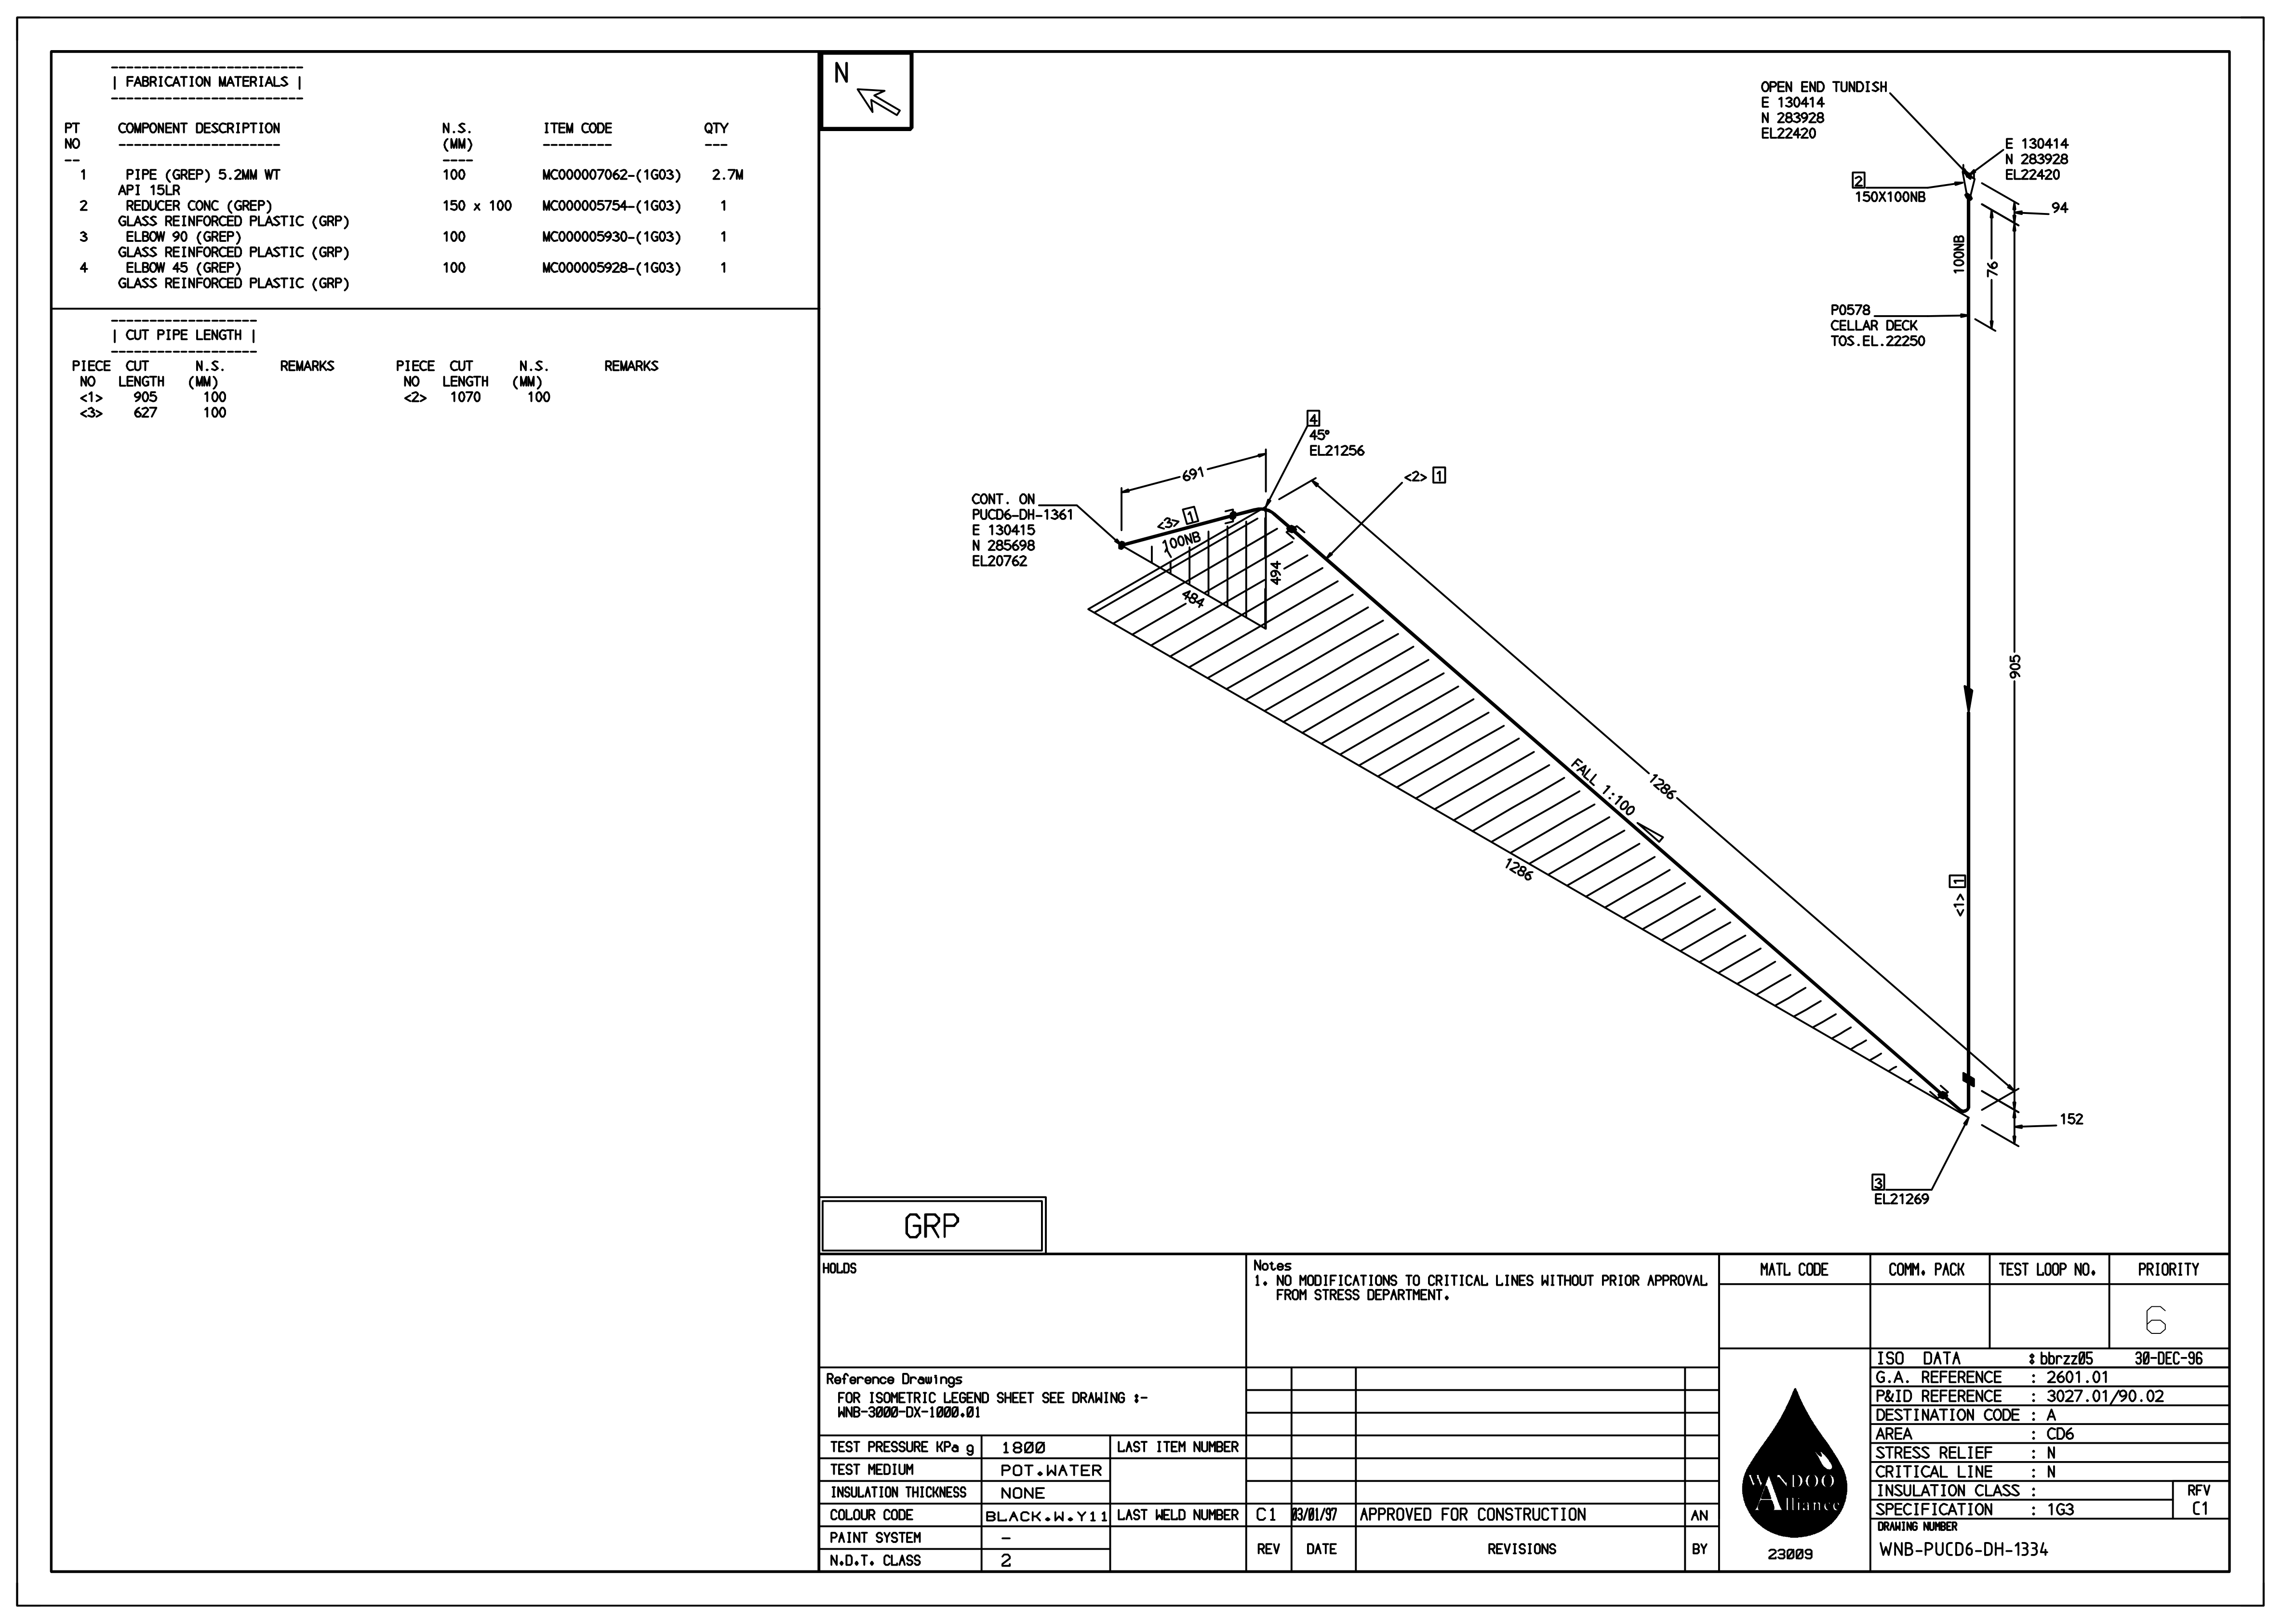 | FABRICATION MATERIALS |
PT NO COMPONENT DESCRIPTION N.S. (MM) ITEM CODE QTY
1 PIPE (GREP) 5.2MM WT 100 MC000007062-(1G03) 2.7M
API 15LR
2 REDUCER CONC (GREP) 150 x 100 MC000005754-(1G03) 1
GLASS REINFORCED PLASTIC (GRP)
3 ELBOW 90 (GREP) 100 MC000005930-(1G03) 1
GLASS REINFORCED PLASTIC (GRP)
4 ELBOW 45 (GREP) 100 MC000005928-(1G03) 1
GLASS REINFORCED PLASTIC (GRP)
| CUT PIPE LENGTH |
PIECE CUT N.S. REMARKS PIECE CUT N.S. REMARKS
NO LENGTH (MM) NO LENGTH (MM)
<1> 905 100 <2> 1070 100
<3> 627 100
N
OPEN END TUNDISH
E 130414
N 283928
EL22420
E 130414
N 283928
EL22420
2
150X100NB
94
100NB
76
P0578
CELLAR DECK
TOS.EL.22250
4
45°
EL21256
691
<2> 1
CONT. ON
PUCD6-DH-1361
E 130415
N 285698
EL20762
<3> 1
100NB
494
484
905
FALL 1:100
1286
1286
<1> 1
152
3
EL21269
GRP
HOLDS
Notes
1. NO MODIFICATIONS TO CRITICAL LINES WITHOUT PRIOR APPROVAL
FROM STRESS DEPARTMENT.
MATL CODE COMM. PACK TEST LOOP NO. PRIORITY
6
Reference Drawings
FOR ISOMETRIC LEGEND SHEET SEE DRAWING :-
WNB-3000-DX-1000.01
TEST PRESSURE KPa g 1800 LAST ITEM NUMBER
TEST MEDIUM POT.WATER
INSULATION THICKNESS NONE
COLOUR CODE BLACK.W.Y11 LAST WELD NUMBER
PAINT SYSTEM -
N.D.T. CLASS 2
C1 03/01/97 APPROVED FOR CONSTRUCTION AN
REV DATE REVISIONS BY
WANDOO
Alliance
23009
ISO DATA : bbrzz05 30-DEC-96
G.A. REFERENCE : 2601.01
P&ID REFERENCE : 3027.01/90.02
DESTINATION CODE : A
AREA : CD6
STRESS RELIEF : N
CRITICAL LINE : N
INSULATION CLASS : RFV
SPECIFICATION : 1G3 C1
DRAWING NUMBER
WNB-PUCD6-DH-1334